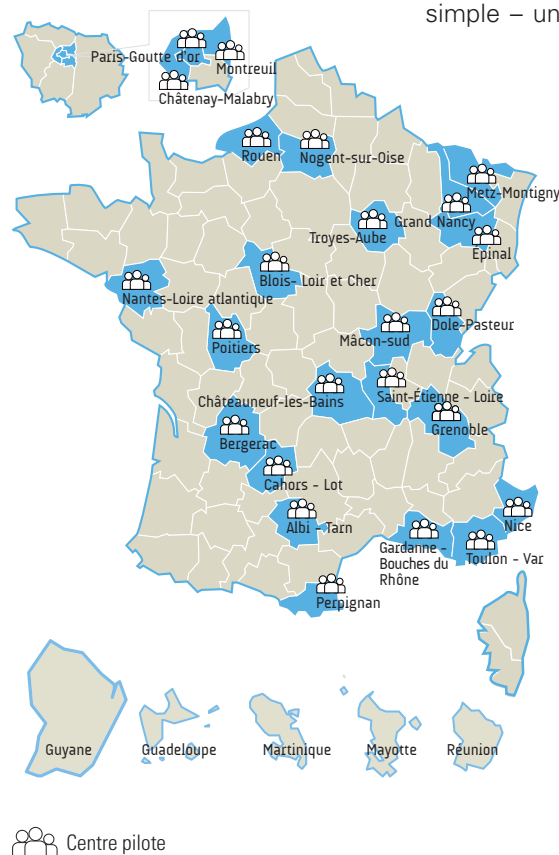 simple – un
Paris-Goutte d'or
Montreuil
Châtenay-Malabry
Rouen
Nogent-sur-Oise
Metz-Montigny
Grand Nancy
Troyes-Aube
Epinal
Blois- Loir et Cher
Nantes-Loire atlantique
Dole-Pasteur
Mâcon-sud
Poitiers
Châteauneuf-les-Bains
Saint-Étienne - Loire
Grenoble
Bergerac
Cahors - Lot
Albi - Tarn
Nice
Gardanne -
Bouches du
Rhône
Toulon - Var
Perpignan
Guyane
Guadeloupe
Martinique
Mayotte
Réunion
Centre pilote